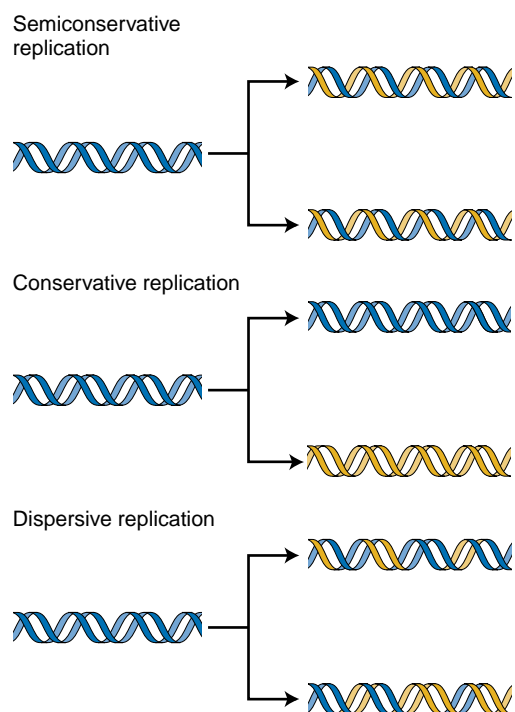 Semiconservative
replication
Conservative replication
Dispersive replication